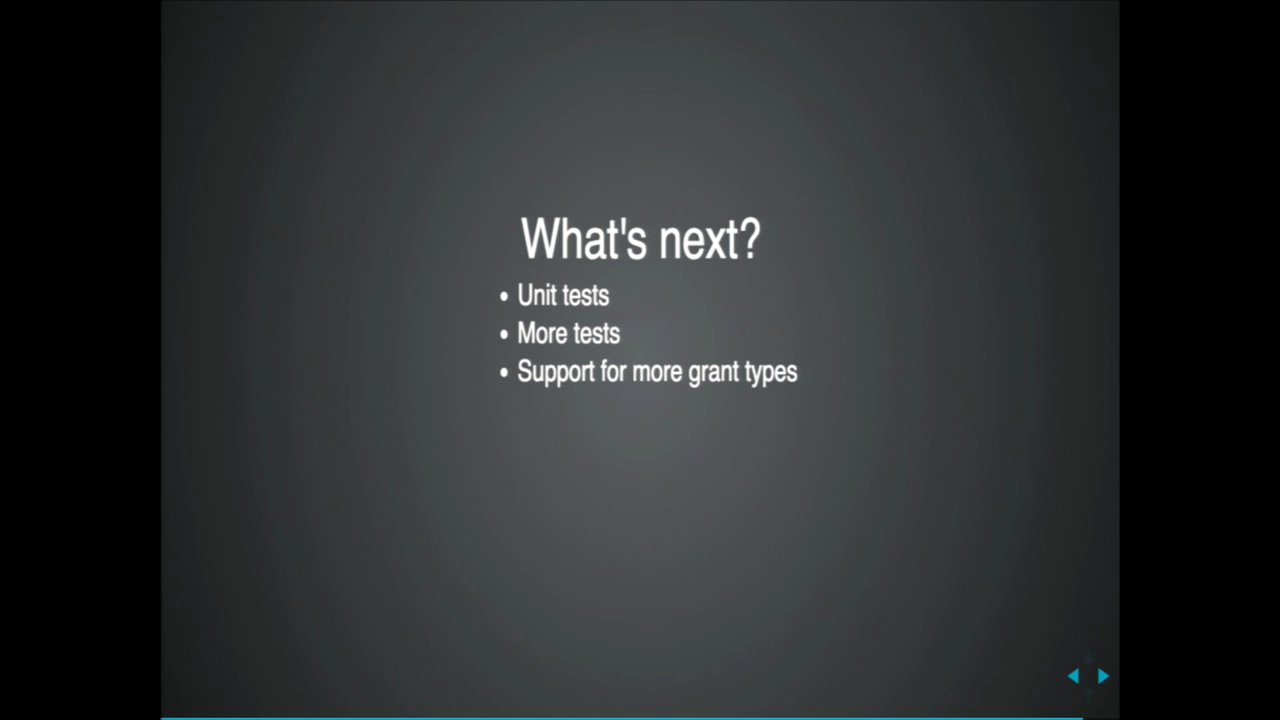 What's next?
• Unit tests
• More tests
• Support for more grant types